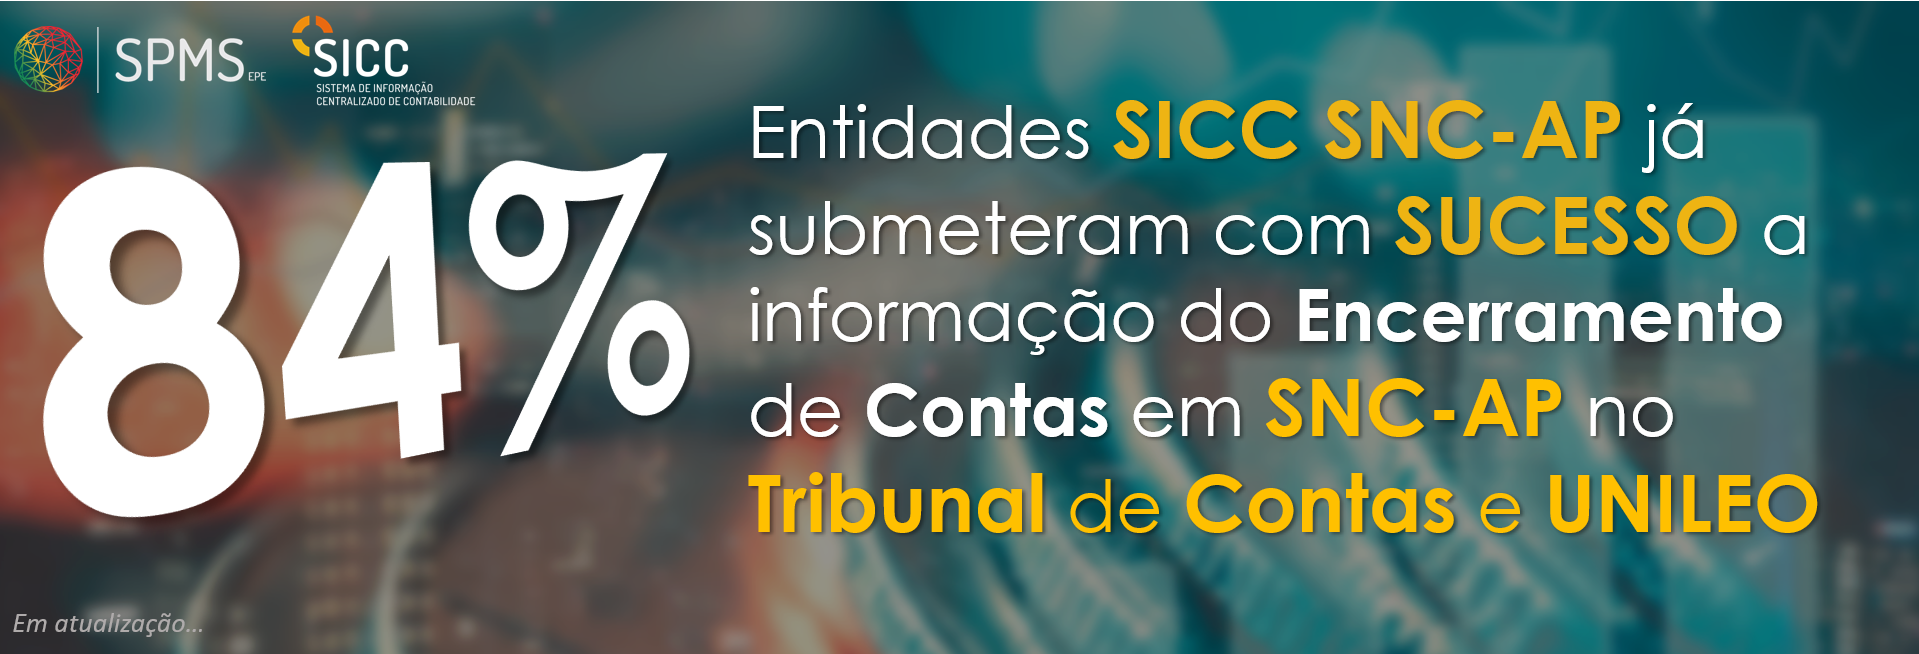 SPMS EPE
SICC
SISTEMA DE INFORMAÇÃO
CENTRALIZADO DE CONTABILIDADE
84%
Entidades SICC SNC-AP já
submeteram com SUCESSO a
informação do Encerramento
de Contas em SNC-AP no
Tribunal de Contas e UNILEO
Em atualização...